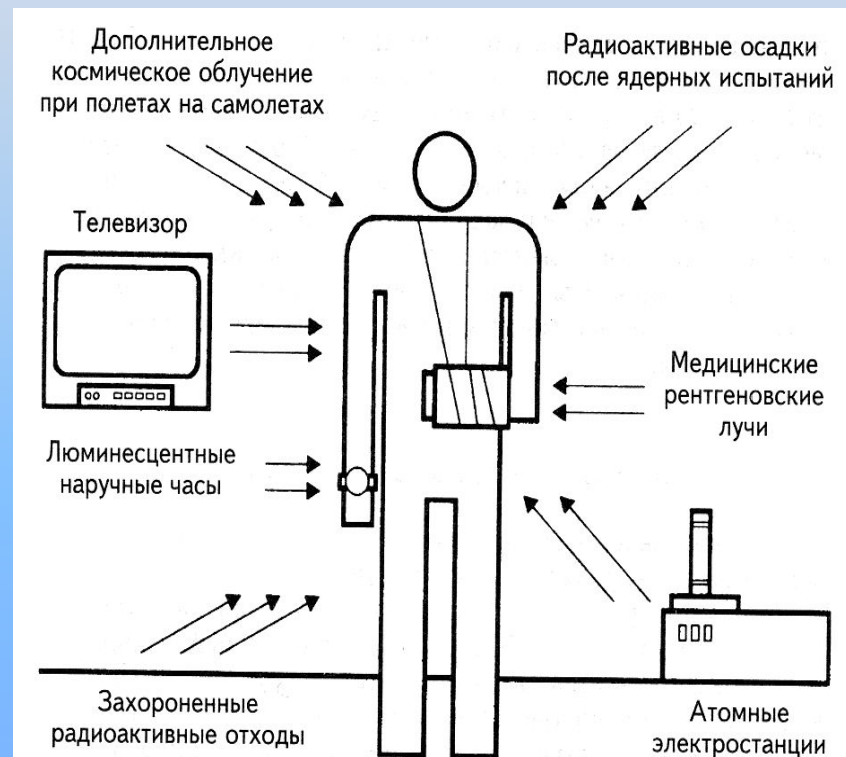 Дополнительное
космическое облучение
при полетах на самолетах
Радиоактивные осадки
после ядерных испытаний
Телевизор
Медицинские
рентгеновские
лучи
Люминесцентные
наручные часы
Захороненные
радиоактивные отходы
Атомные
электростанции